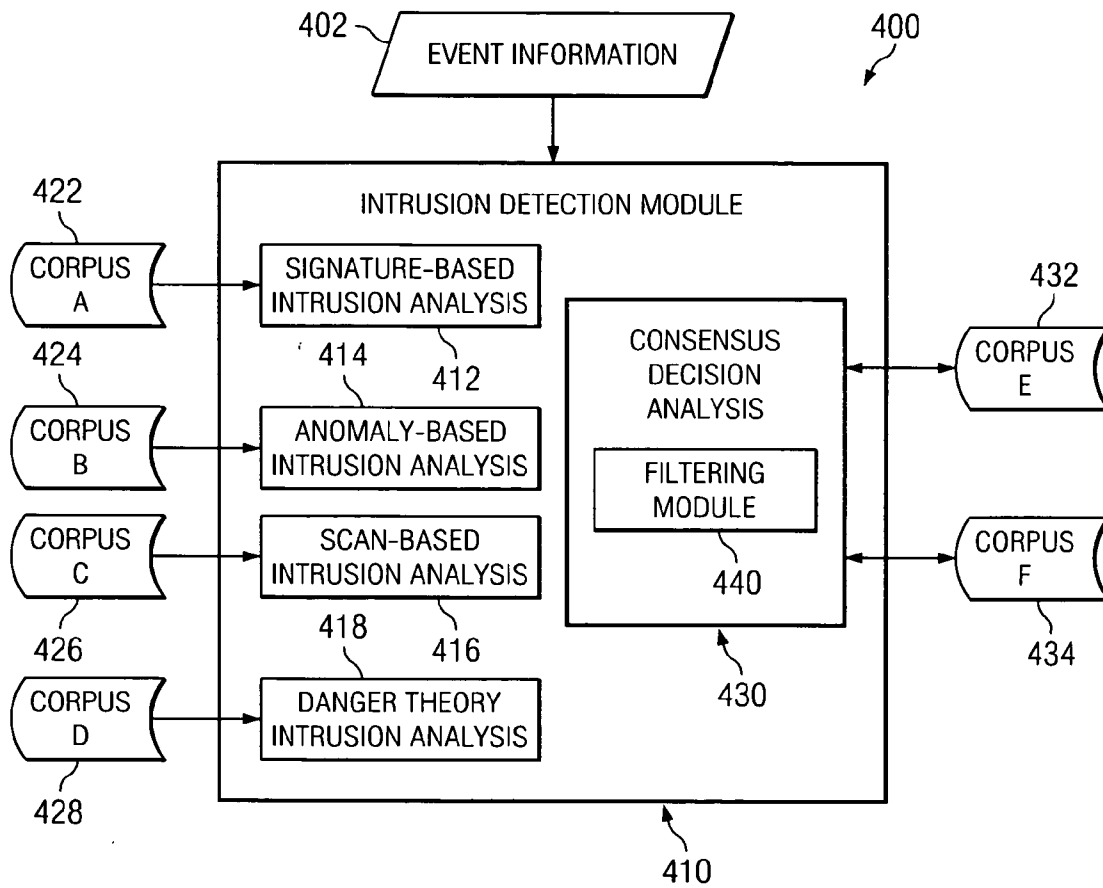 402
EVENT INFORMATION
400
INTRUSION DETECTION MODULE
422
CORPUS
A
SIGNATURE-BASED
INTRUSION ANALYSIS
412
424
CORPUS
B
414
ANOMALY-BASED
INTRUSION ANALYSIS
CORPUS
C
426
SCAN-BASED
INTRUSION ANALYSIS
416
418
CORPUS
D
428
DANGER THEORY
INTRUSION ANALYSIS
CONSENSUS
DECISION
ANALYSIS
FILTERING
MODULE
440
430
432
CORPUS
E
CORPUS
F
434
410